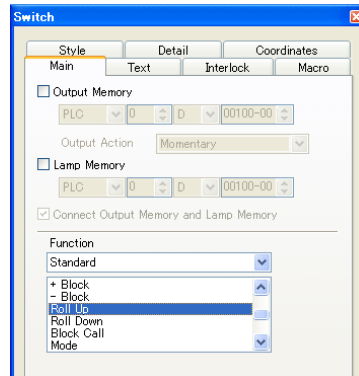 Switch
Style Detail Coordinates
Main Text Interlock Macro
Output Memory
PLC 0 D 00100-00
Output Action Momentary
Lamp Memory
PLC 0 D 00100-00
Connect Output Memory and Lamp Memory
Function
Standard
+ Block
- Block
Roll Up
Roll Down
Block Call
Mode